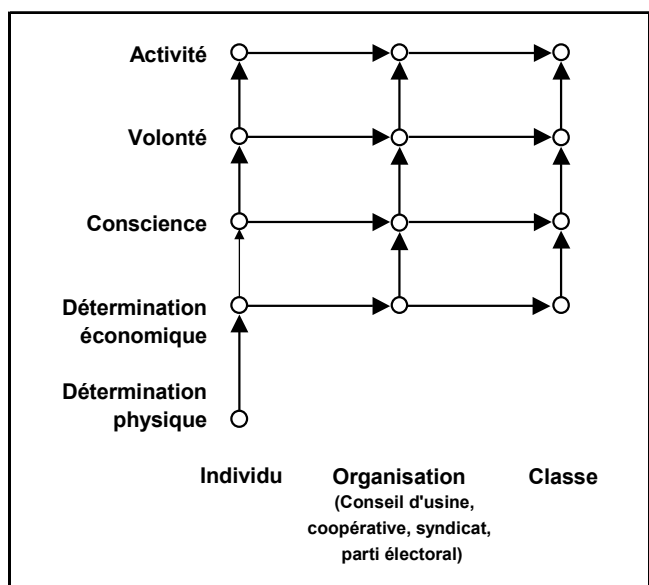 Activité
Volonté
Conscience
Détermination
économique
Détermination
physique
Individu Organisation Classe
(Conseil d'usine,
coopérative, syndicat,
parti électoral)